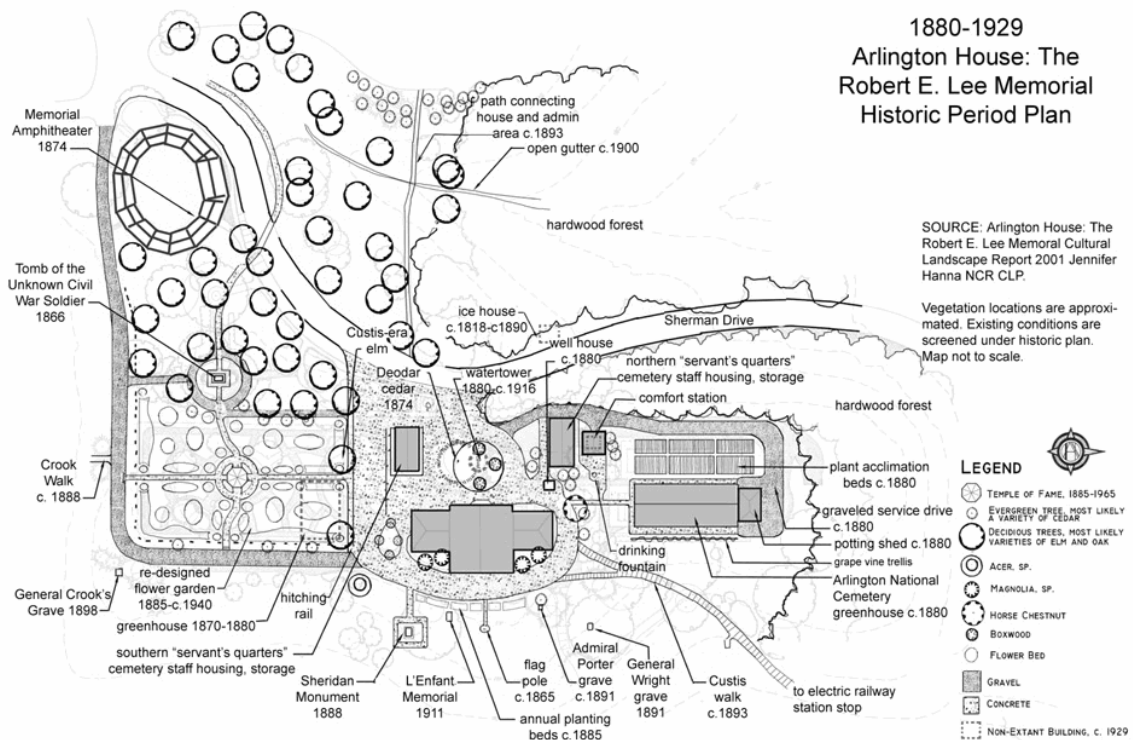 1880-1929
Arlington House: The
Robert E. Lee Memorial
Historic Period Plan
SOURCE: Arlington House: The
Robert E. Lee Memoral Cultural
Landscape Report 2001 Jennifer
Hanna NCR CLP.
Vegetation locations are approxi-
mated. Existing conditions are
screened under historic plan.
Map not to scale.
Memorial
Amphitheater
1874
path connecting
house and admin
area c.1893
open gutter c.1900
hardwood forest
Tomb of the
Unknown Civil
War Soldier
1866
Custis-era
elm
ice house
c.1818-c1890
Sherman Drive
well house
c.1880
Deodar
cedar
1874
watertower
1880-c.1916
northern "servant's quarters"
cemetery staff housing, storage
comfort station
hardwood forest
Crook
Walk
c. 1888
plant acclimation
beds c.1880
graveled service drive
c.1880
potting shed c.1880
grape vine trellis
Arlington National
Cemetery
greenhouse c.1880
drinking
fountain
General Crook's
Grave 1898
re-designed
flower garden
1885-c.1940
greenhouse 1870-1880
hitching
rail
southern "servant's quarters"
cemetery staff housing, storage
Sheridan
Monument
1888
L'Enfant
Memorial
1911
flag
pole
c.1865
annual planting
beds c.1885
Admiral
Porter
grave
c.1891
General
Wright
grave
1891
Custis
walk
c.1893
to electric railway
station stop
LEGEND
TEMPLE OF FAME, 1885-1965
EVERGREEN TREE, MOST LIKELY
A VARIETY OF CEDAR
DECIDIOUS TREES, MOST LIKELY
VARIETIES OF ELM AND OAK
ACER, SP.
MAGNOLIA, SP.
HORSE CHESTNUT
BOXWOOD
FLOWER BED
GRAVEL
CONCRETE
NON-EXTANT BUILDING, C. 1929